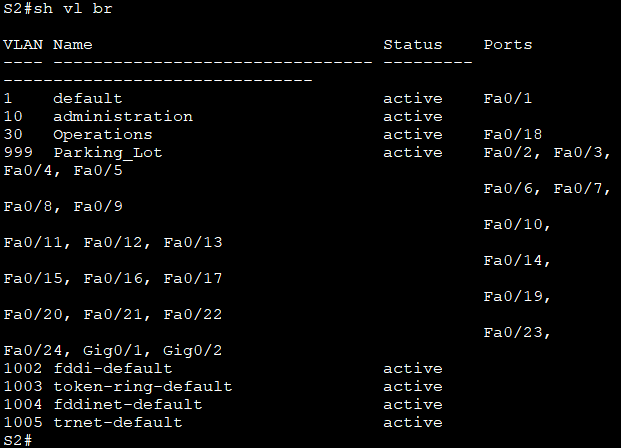 S2#sh vl br
VLAN Name                             Status    Ports
---- -------------------------------- ---------
-------------------------------
1    default                          active    Fa0/1
10   administration                   active
30   Operations                       active    Fa0/18
999  Parking_Lot                      active    Fa0/2, Fa0/3,
Fa0/4, Fa0/5
                                                Fa0/6, Fa0/7,
Fa0/8, Fa0/9
                                                Fa0/10,
Fa0/11, Fa0/12, Fa0/13
                                                Fa0/14,
Fa0/15, Fa0/16, Fa0/17
                                                Fa0/19,
Fa0/20, Fa0/21, Fa0/22
                                                Fa0/23,
Fa0/24, Gig0/1, Gig0/2
1002 fddi-default                     active
1003 token-ring-default               active
1004 fddinet-default                  active
1005 trnet-default                    active
S2#